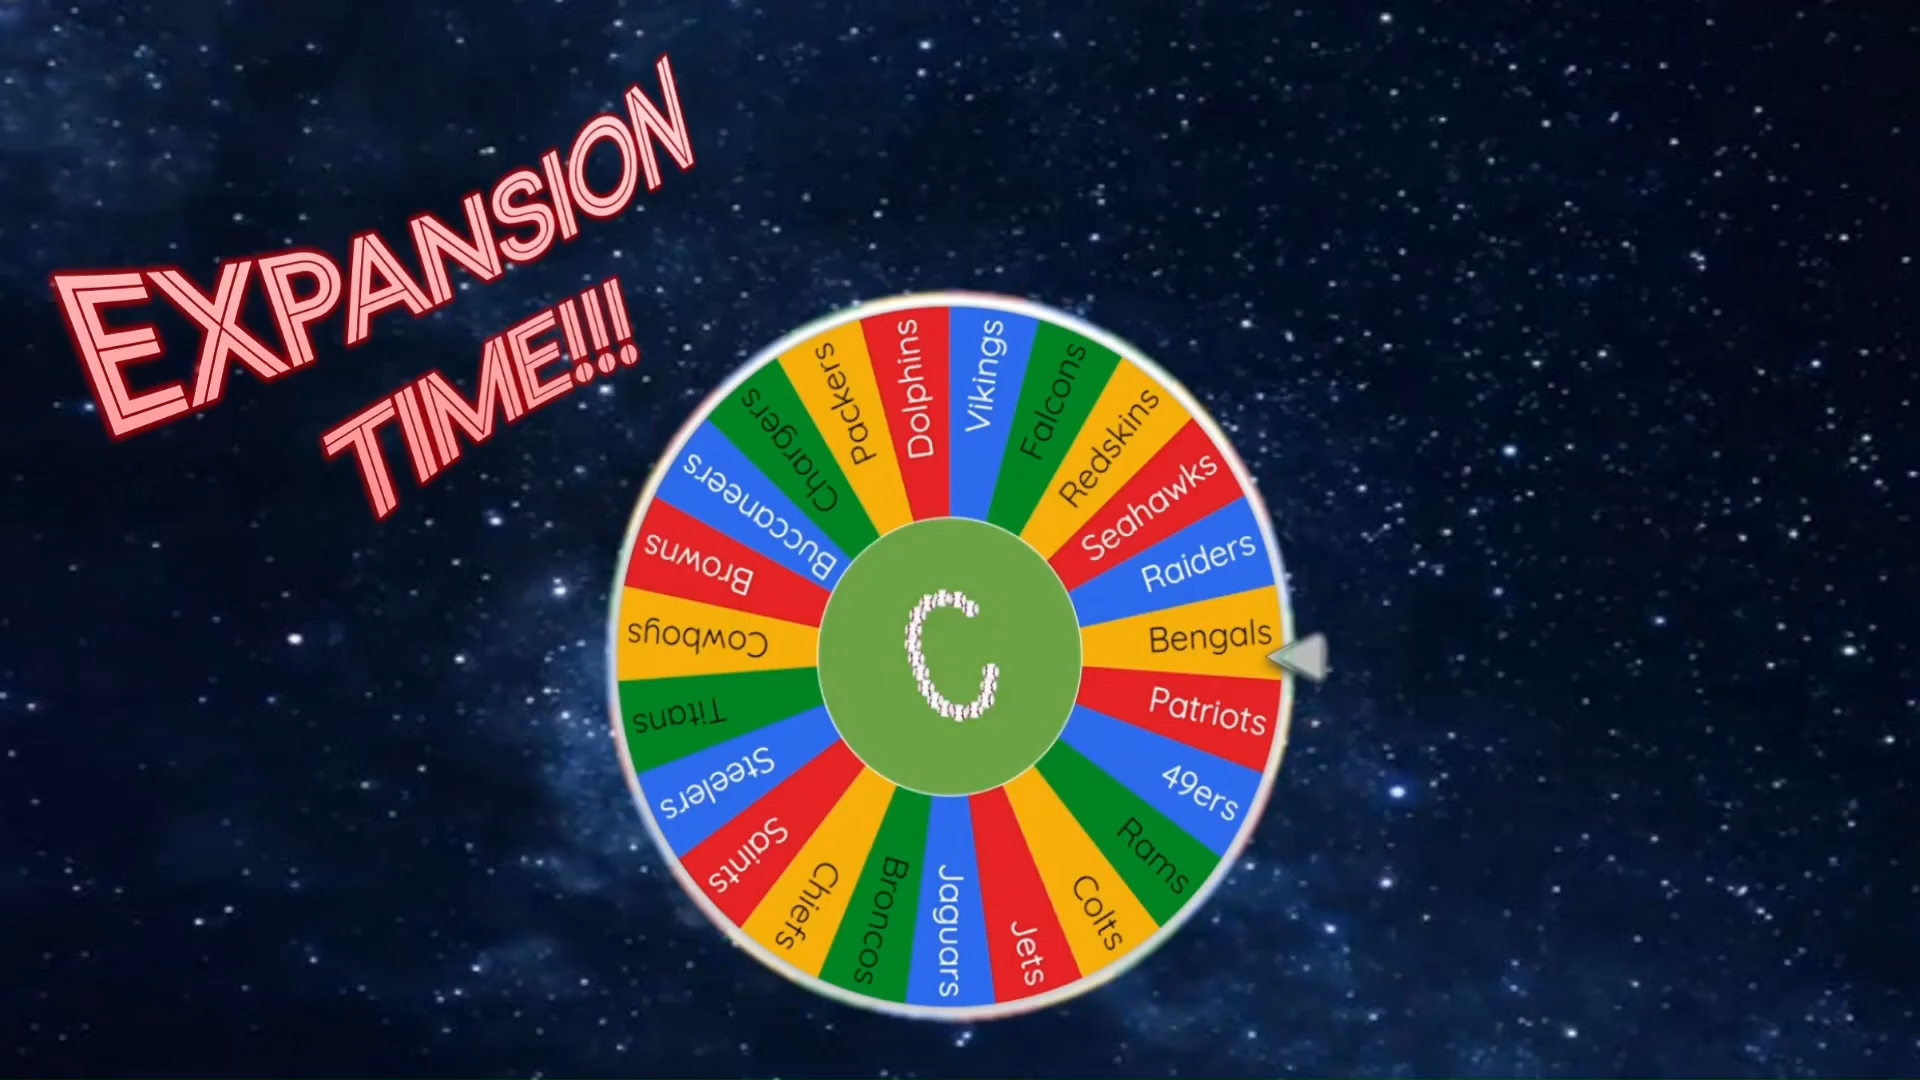 EXPANSION
TIME!!!
Vikings
Falcons
Redskins
Seahawks
Raiders
Bengals
Patriots
49ers
Rams
Colts
Jets
Jaguars
Broncos
Chiefs
Saints
Steelers
Titans
Cowboys
Browns
Buccaneers
Chargers
Packers
Dolphins
C